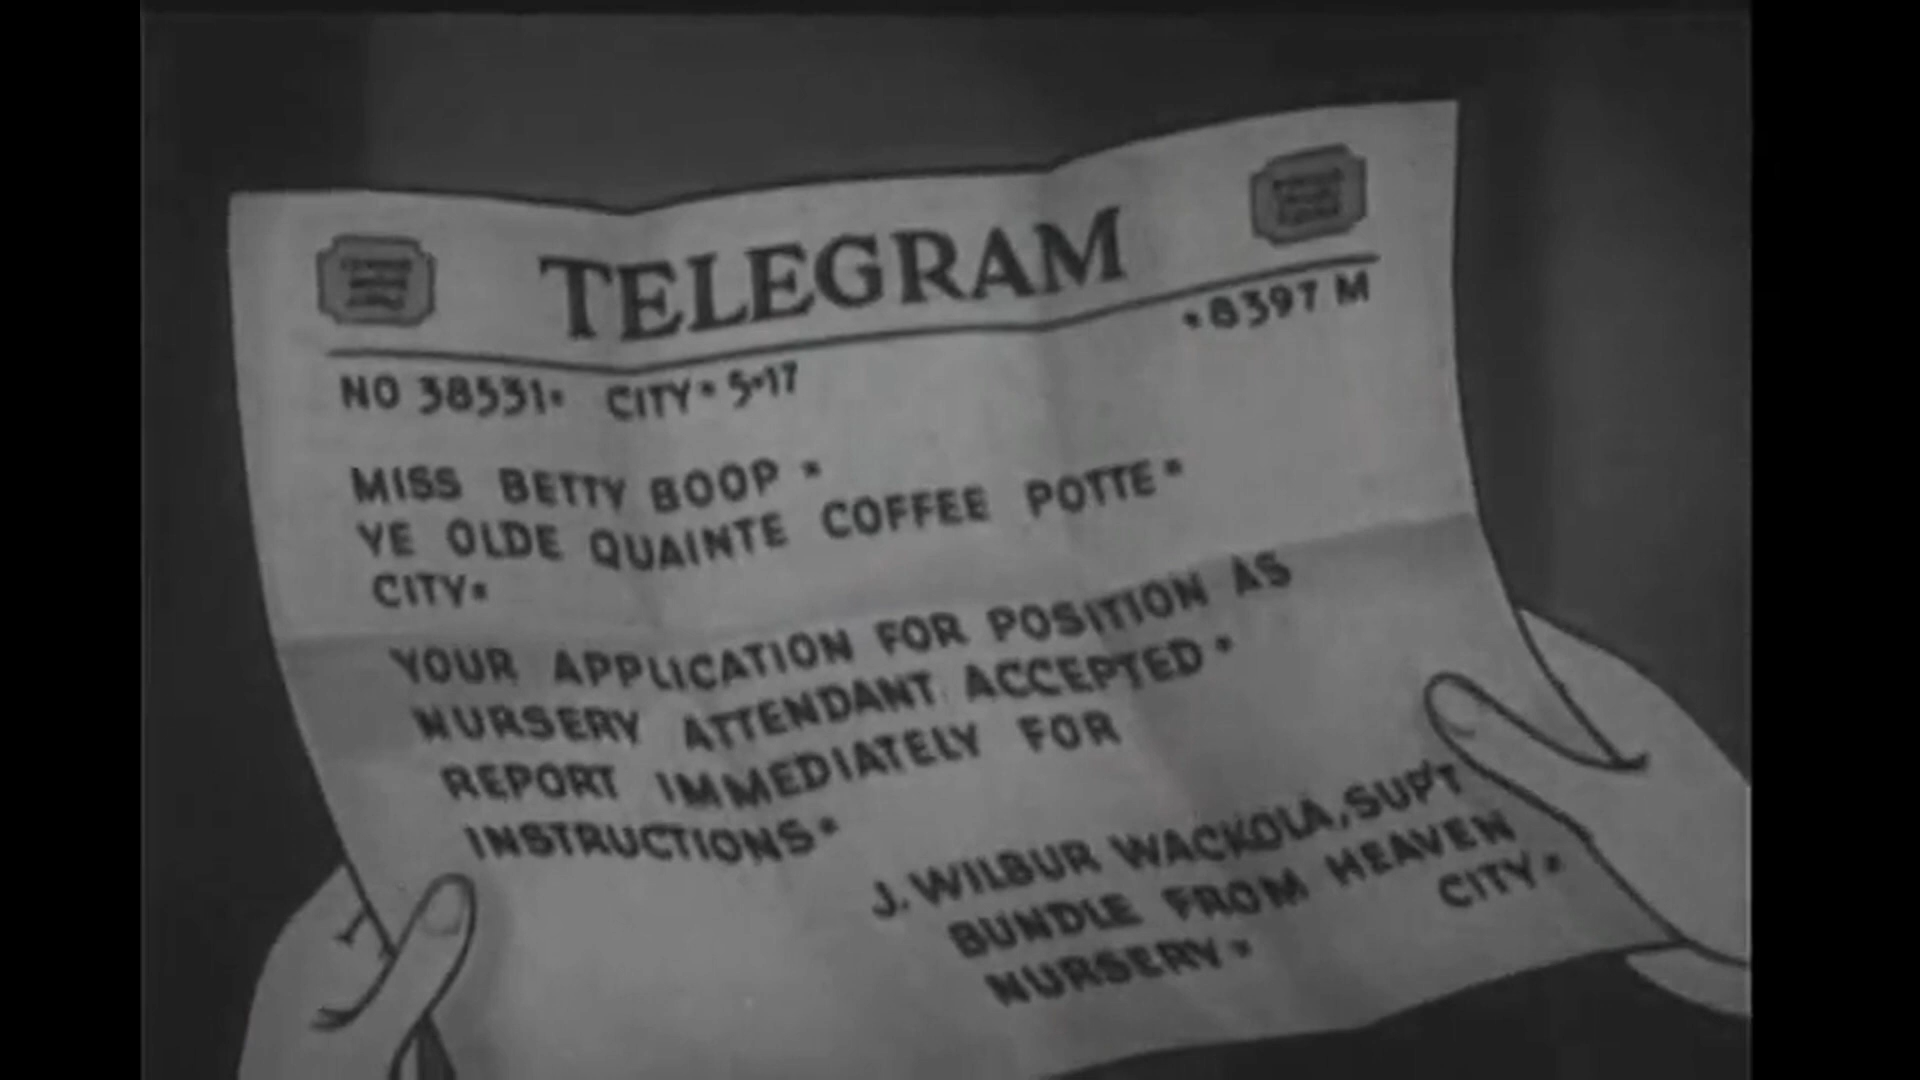 TELEGRAM
*8397 M
NO 38531* CITY* 5*17
MISS BETTY BOOP *
YE OLDE QUAINTE COFFEE POTTE*
CITY*
YOUR APPLICATION FOR POSITION AS
NURSERY ATTENDANT ACCEPTED*
REPORT IMMEDIATELY FOR
INSTRUCTIONS*
J. WILBUR WACKOLA, SUP'T
BUNDLE FROM HEAVEN
NURSERY* CITY*